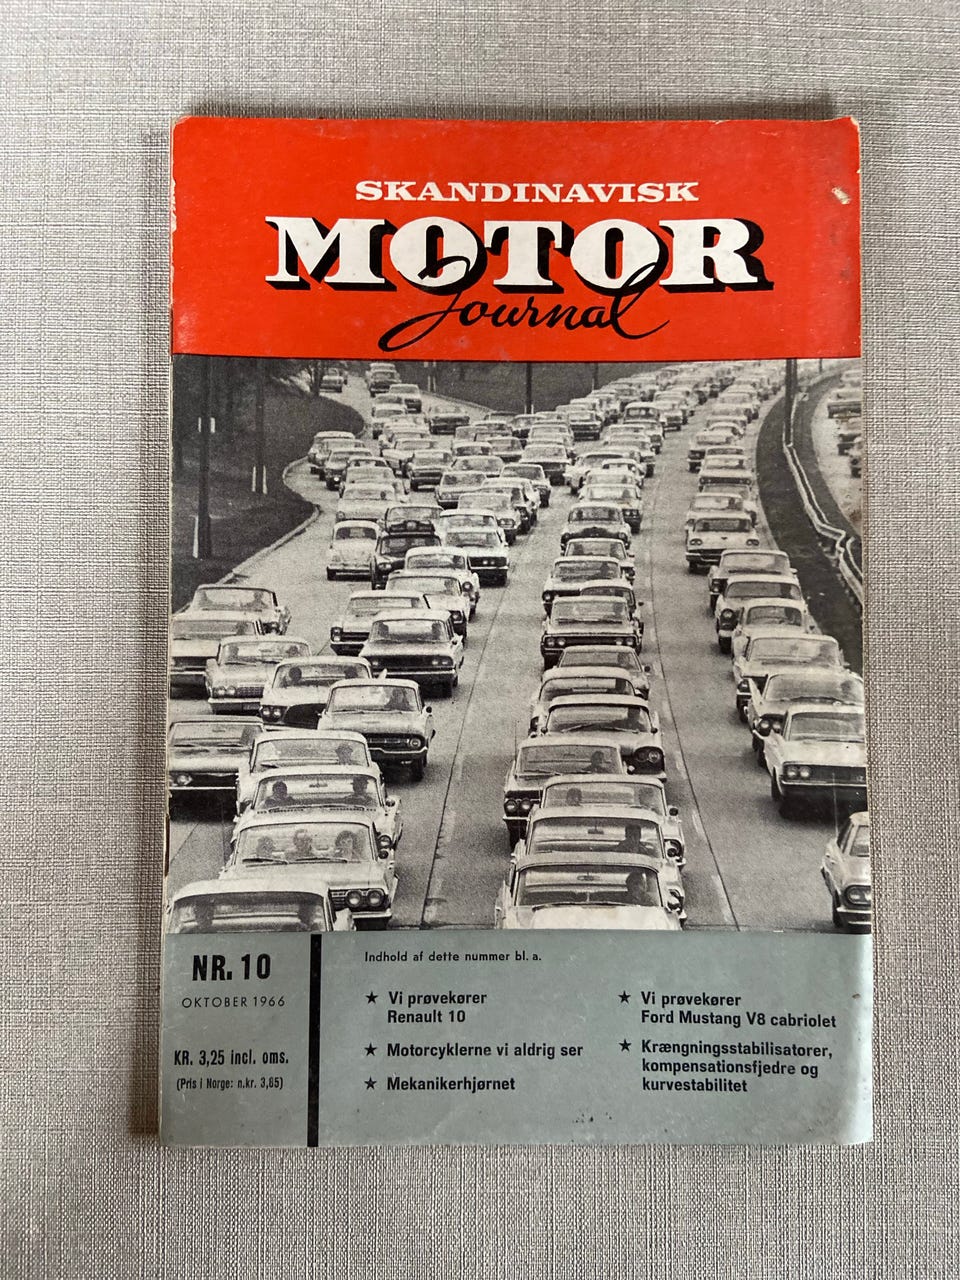 SKANDINAVISK
MOTOR
Journal
NR. 10
OKTOBER 1966
KR. 3,25 incl. oms.
(Pris i Norge: n.kr. 3,65)
Indhold af dette nummer bl. a.
★ Vi prøvekører
Renault 10
★ Motorcyklerne vi aldrig ser
★ Mekanikerhjørnet
★ Vi prøvekører
Ford Mustang V8 cabriolet
★ Krængningsstabilisatorer,
kompensationsfjedre og
kurvestabilitet